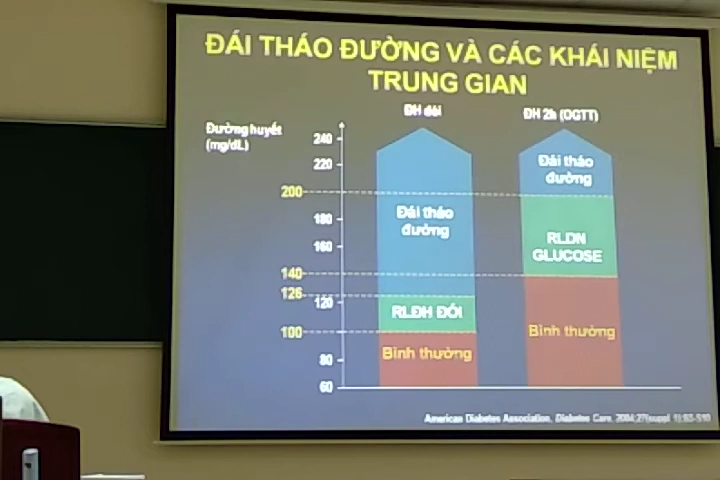 ĐÁI THÁO ĐƯỜNG VÀ CÁC KHÁI NIỆM
TRUNG GIAN
ĐH đói
ĐH 2h (OGTT)
Đường huyết
(mg/dL)
240
220
200
180
160
140
126
120
100
80
60
Đái tháo
đường
RLĐH ĐÓI
Bình thường
Đái tháo
đường
RLDN
GLUCOSE
Bình thường
American Diabetes Association. Diabetes Care. 2004;27(suppl 1):S5-S10